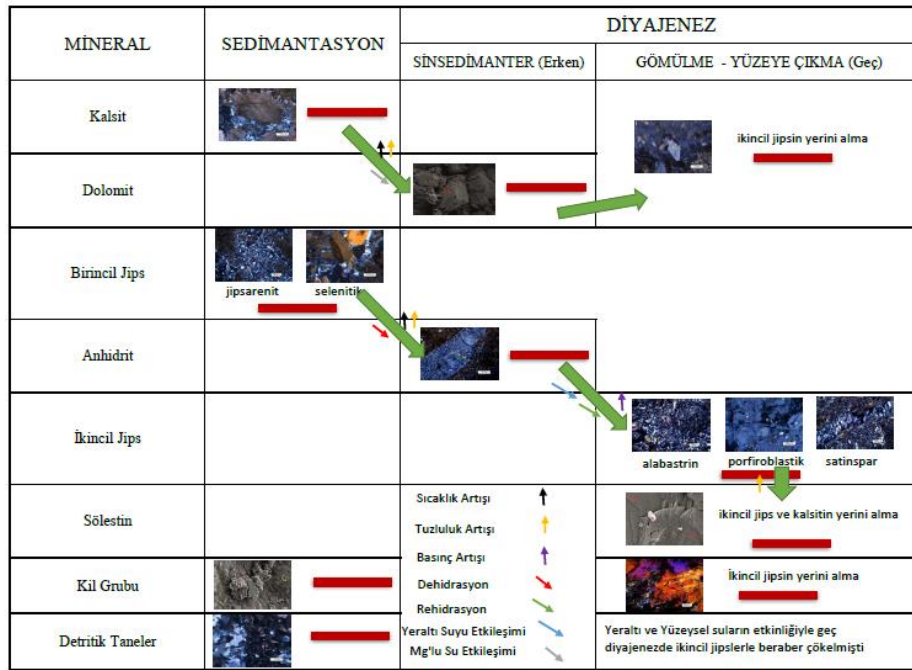 MİNERAL
SEDİMANTASYON
DİYAJENEZ
SİNSEDİMANTER (Erken)
GÖMÜLME - YÜZEYE ÇIKMA (Geç)
Kalsit
ikincil jipsin yerini alma
Dolomit
Birincil Jips
jipsarenit
selenitik
Anhidrit
İkincil Jips
alabastrin
porfiroblastik
satinspar
Sölestin
ikincil jips ve kalsitin yerini alma
Kil Grubu
İkincil jipsin yerini alma
Detritik Taneler
Yeraltı ve Yüzeysel suların etkinliğiyle geç
diyajenezde ikincil jipslerle beraber çökelmişti
Sıcaklık Artışı
Tuzluluk Artışı
Basınç Artışı
Dehidrasyon
Rehidrasyon
Yeraltı Suyu Etkileşimi
Mg'lu Su Etkileşimi